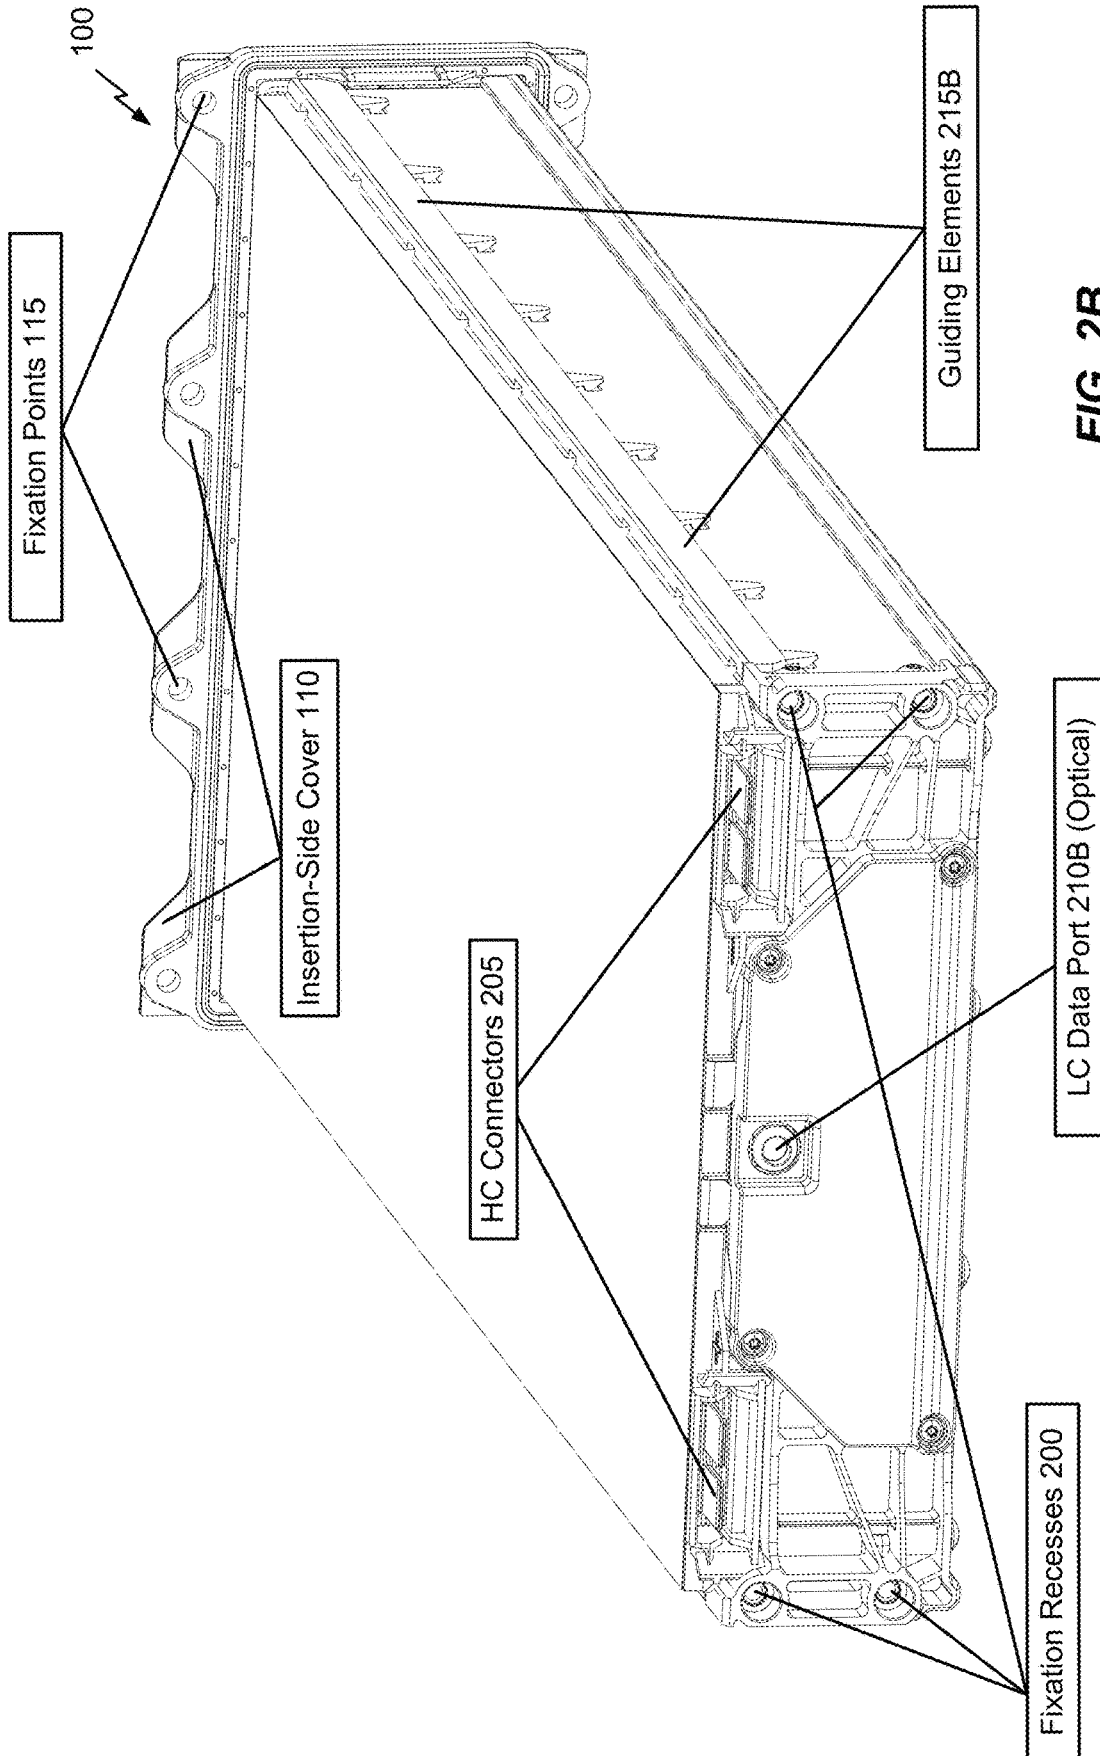 100
Fixation Points 115
Insertion-Side Cover 110
Guiding Elements 215B
HC Connectors 205
LC Data Port 210B (Optical)
Fixation Recesses 200
FIG. 2B